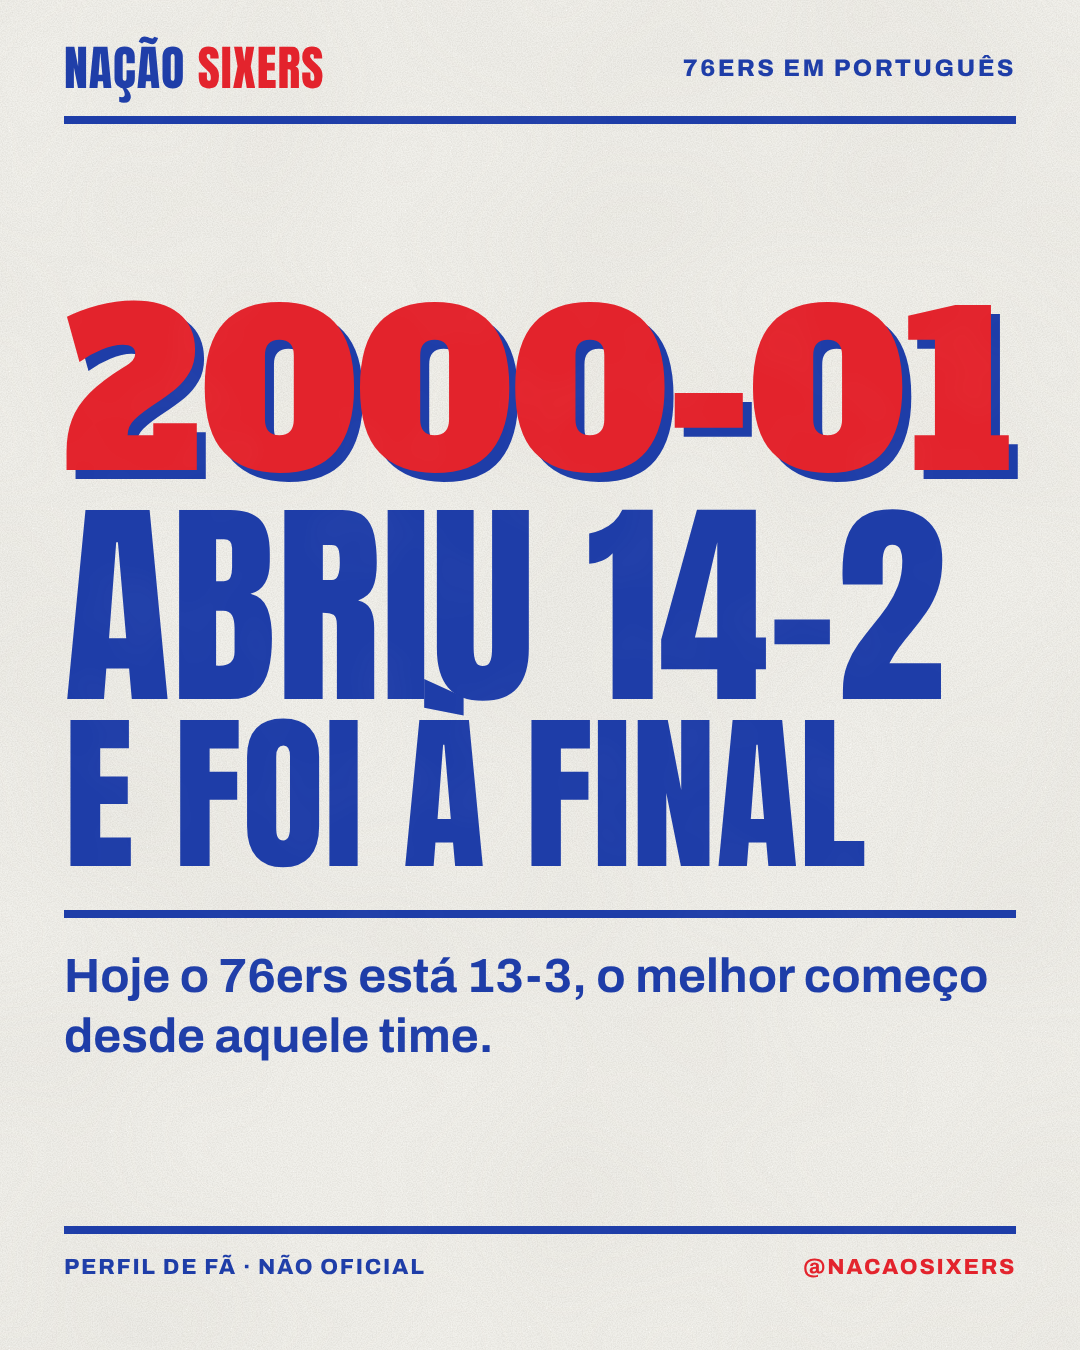 NAÇÃO SIXERS
76ERS EM PORTUGUÊS
2000-01
ABRIU 14-2
E FOI À FINAL
Hoje o 76ers está 13-3, o melhor começo
desde aquele time.
PERFIL DE FÃ · NÃO OFICIAL
@NACAOSIXERS